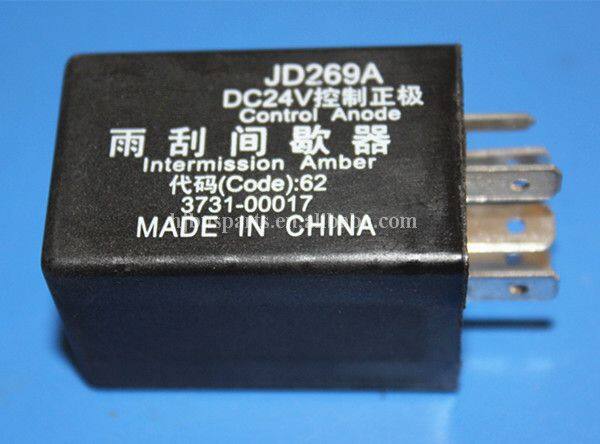 JD269A
DC24V控制正极
Control Anode
雨刮间歇器
Intermission Amber
代码(Code):62
3731-00017
MADE IN CHINA